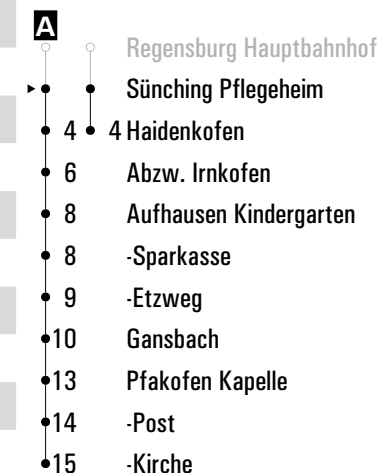 A
Regensburg Hauptbahnhof
Sünching Pflegeheim
4 4 Haidenkofen
6 Abzw. Irnkofen
8 Aufhausen Kindergarten
8 -Sparkasse
9 -Etzweg
10 Gansbach
13 Pfakofen Kapelle
14 -Post
15 -Kirche